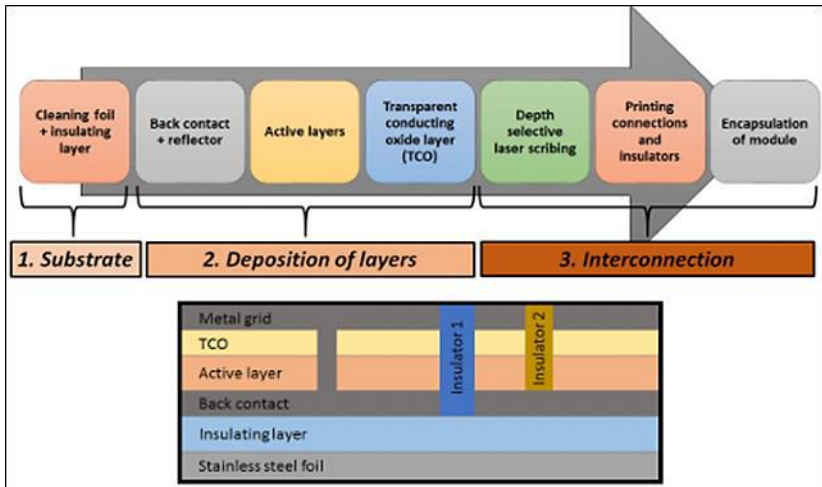 Cleaning foil
+ insulating
layer
Back contact
+ reflector
Active layers
Transparent
conducting
oxide layer
(TCO)
Depth
selective
laser scribing
Printing
connections
and
insulators
Encapsulation
of module
1. Substrate
2. Deposition of layers
3. Interconnection
Metal grid
TCO
Active layer
Back contact
Insulating layer
Stainless steel foil
Insulator 1
Insulator 2